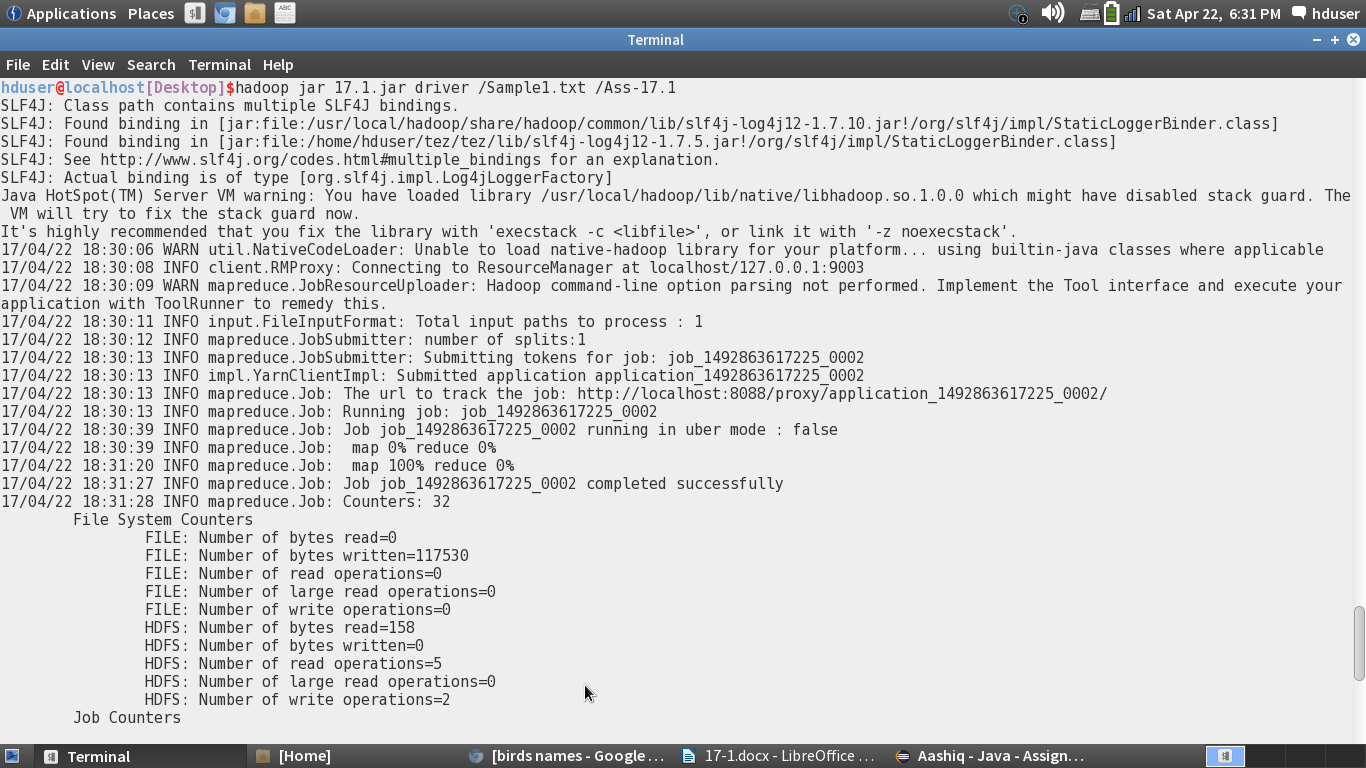 Applications Places ABC 1 Sat Apr 22, 6:31 PM hduser
Terminal
File Edit View Search Terminal Help
hduser@localhost[Desktop]$hadoop jar 17.1.jar driver /Sample1.txt /Ass-17.1
SLF4J: Class path contains multiple SLF4J bindings.
SLF4J: Found binding in [jar:file:/usr/local/hadoop/share/hadoop/common/lib/slf4j-log4j12-1.7.10.jar!/org/slf4j/impl/StaticLoggerBinder.class]
SLF4J: Found binding in [jar:file:/home/hduser/tez/tez/lib/slf4j-log4j12-1.7.5.jar!/org/slf4j/impl/StaticLoggerBinder.class]
SLF4J: See http://www.slf4j.org/codes.html#multiple_bindings for an explanation.
SLF4J: Actual binding is of type [org.slf4j.impl.Log4jLoggerFactory]
Java HotSpot(TM) Server VM warning: You have loaded library /usr/local/hadoop/lib/native/libhadoop.so.1.0.0 which might have disabled stack guard. The
 VM will try to fix the stack guard now.
It's highly recommended that you fix the library with 'execstack -c <libfile>', or link it with '-z noexecstack'.
17/04/22 18:30:06 WARN util.NativeCodeLoader: Unable to load native-hadoop library for your platform... using builtin-java classes where applicable
17/04/22 18:30:08 INFO client.RMProxy: Connecting to ResourceManager at localhost/127.0.0.1:9003
17/04/22 18:30:09 WARN mapreduce.JobResourceUploader: Hadoop command-line option parsing not performed. Implement the Tool interface and execute your
application with ToolRunner to remedy this.
17/04/22 18:30:11 INFO input.FileInputFormat: Total input paths to process : 1
17/04/22 18:30:12 INFO mapreduce.JobSubmitter: number of splits:1
17/04/22 18:30:13 INFO mapreduce.JobSubmitter: Submitting tokens for job: job_1492863617225_0002
17/04/22 18:30:13 INFO impl.YarnClientImpl: Submitted application application_1492863617225_0002
17/04/22 18:30:13 INFO mapreduce.Job: The url to track the job: http://localhost:8088/proxy/application_1492863617225_0002/
17/04/22 18:30:13 INFO mapreduce.Job: Running job: job_1492863617225_0002
17/04/22 18:30:39 INFO mapreduce.Job: Job job_1492863617225_0002 running in uber mode : false
17/04/22 18:30:39 INFO mapreduce.Job:  map 0% reduce 0%
17/04/22 18:31:20 INFO mapreduce.Job:  map 100% reduce 0%
17/04/22 18:31:27 INFO mapreduce.Job: Job job_1492863617225_0002 completed successfully
17/04/22 18:31:28 INFO mapreduce.Job: Counters: 32
File System Counters
FILE: Number of bytes read=0
FILE: Number of bytes written=117530
FILE: Number of read operations=0
FILE: Number of large read operations=0
FILE: Number of write operations=0
HDFS: Number of bytes read=158
HDFS: Number of bytes written=0
HDFS: Number of read operations=5
HDFS: Number of large read operations=0
HDFS: Number of write operations=2
Job Counters
Terminal [Home] [birds names - Google ... 17-1.docx - LibreOffice ... Aashiq - Java - Assign...